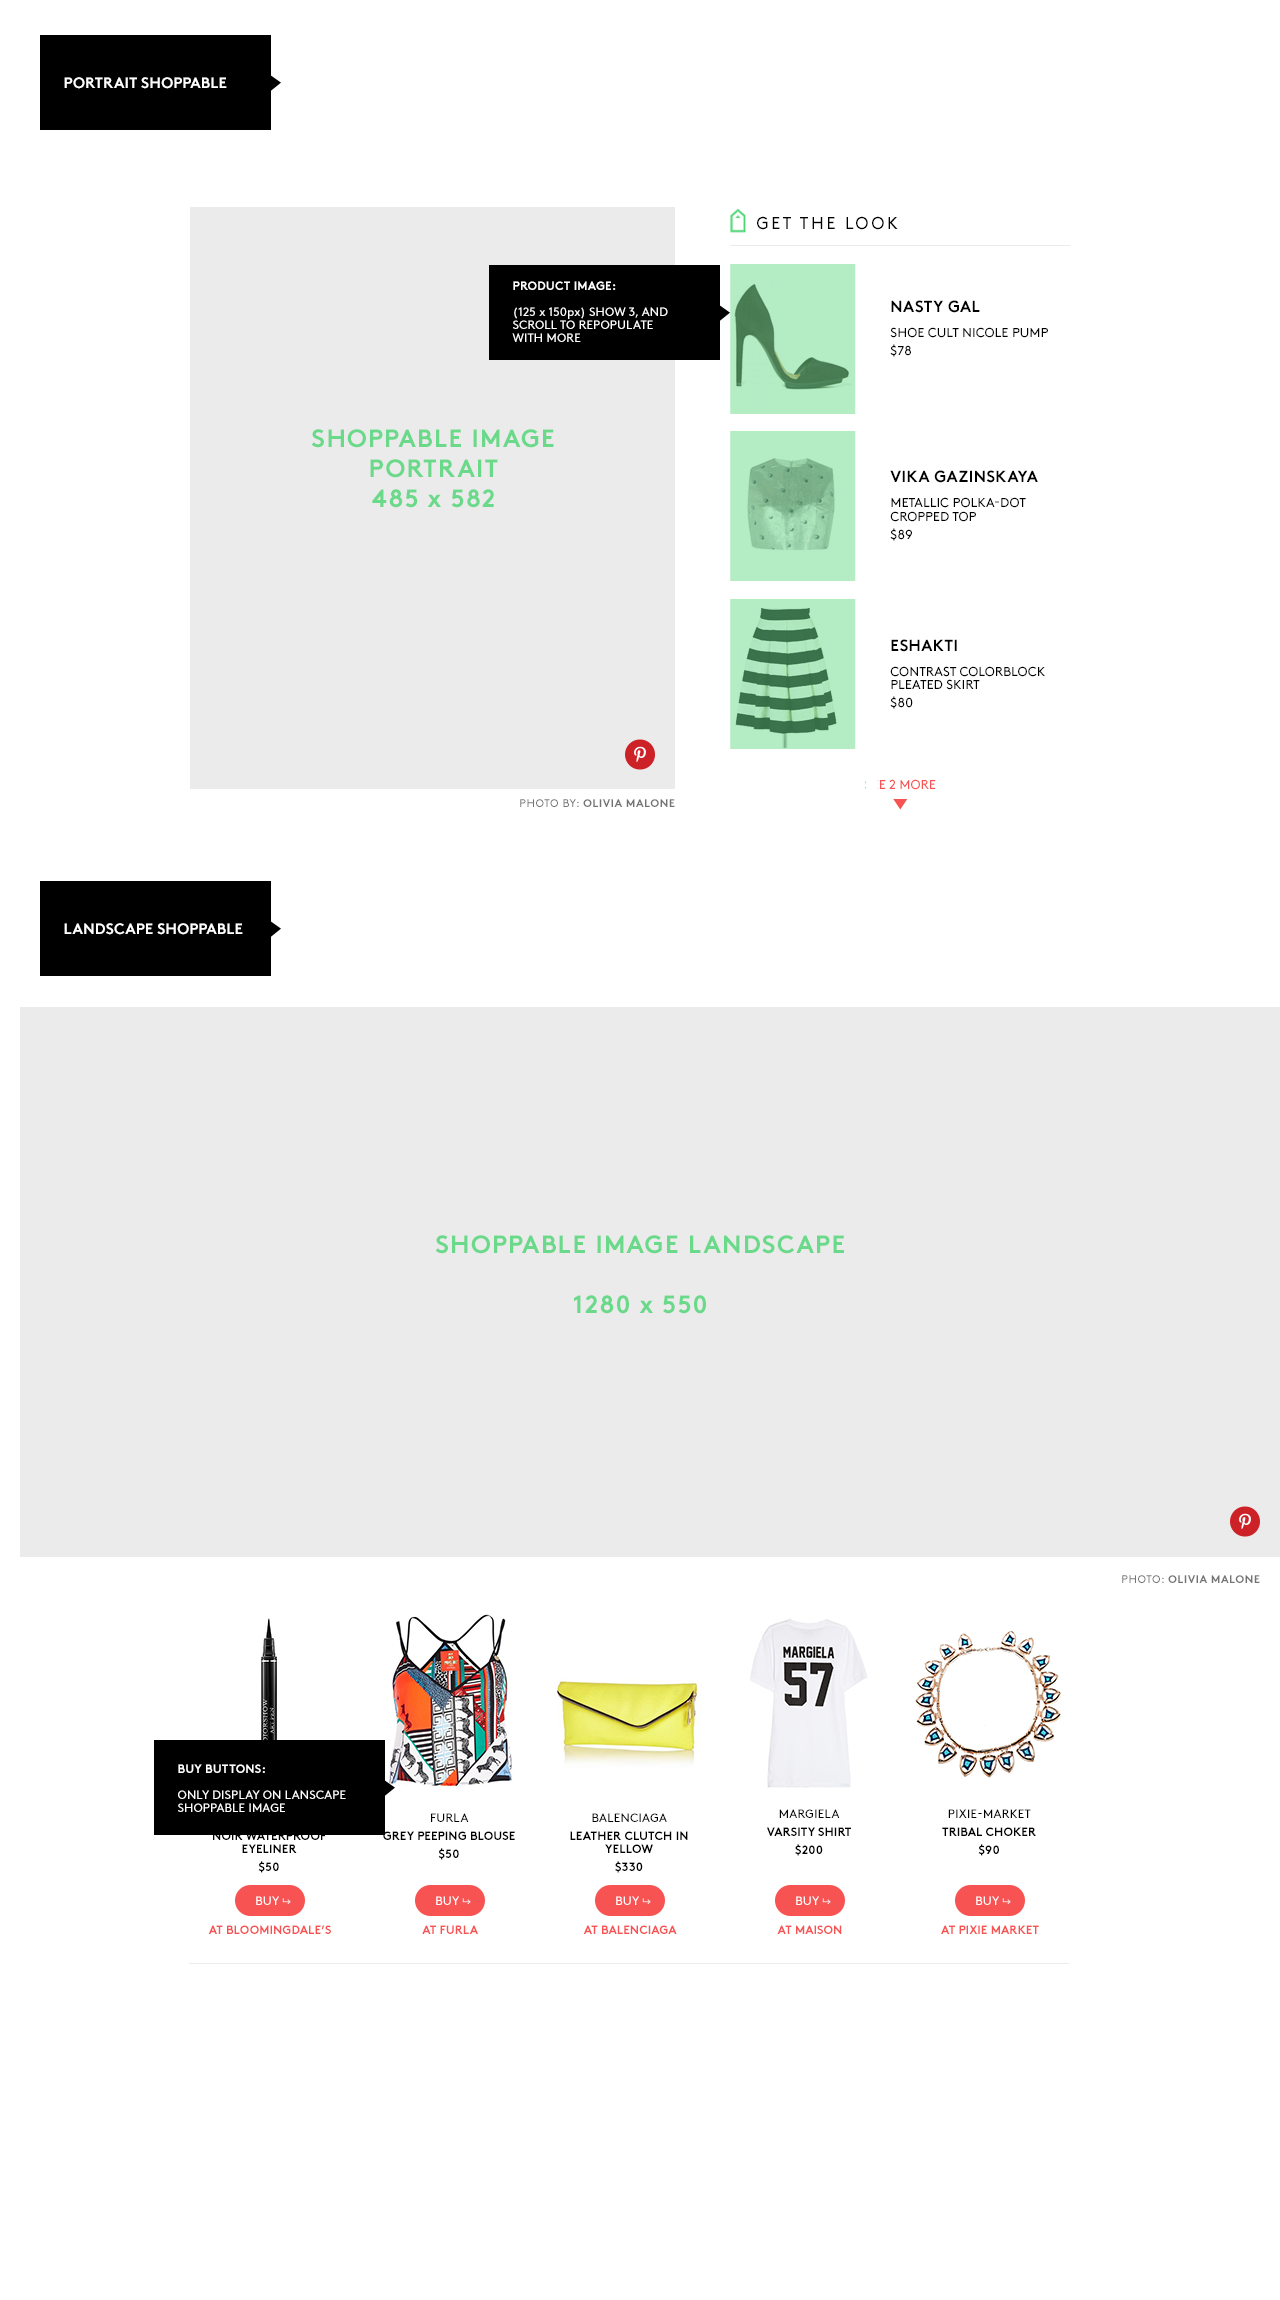 PORTRAIT SHOPPABLE
GET THE LOOK
PRODUCT IMAGE:
(125 x 150px) SHOW 3, AND
SCROLL TO REPOPULATE
WITH MORE
NASTY GAL
SHOE CULT NICOLE PUMP
$78
SHOPPABLE IMAGE
PORTRAIT
485 x 582
VIKA GAZINSKAYA
METALLIC POLKA-DOT
CROPPED TOP
$89
ESHAKTI
CONTRAST COLORBLOCK
PLEATED SKIRT
$80
E 2 MORE
PHOTO BY: OLIVIA MALONE
LANDSCAPE SHOPPABLE
SHOPPABLE IMAGE LANDSCAPE
1280 x 550
PHOTO: OLIVIA MALONE
MARGIELA
57
BUY BUTTONS:
ONLY DISPLAY ON LANSCAPE
SHOPPABLE IMAGE
NOIR WATERPROOF
EYELINER
$50
BUY
AT BLOOMINGDALE'S
FURLA
GREY PEEPING BLOUSE
$50
BUY
AT FURLA
BALENCIAGA
LEATHER CLUTCH IN
YELLOW
$330
BUY
AT BALENCIAGA
MARGIELA
VARSITY SHIRT
$200
BUY
AT MAISON
PIXIE-MARKET
TRIBAL CHOKER
$90
BUY
AT PIXIE MARKET